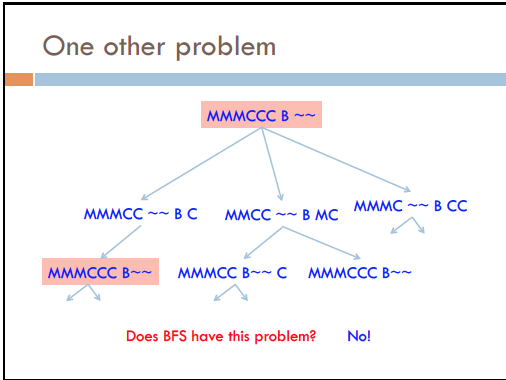 One other problem
MMMCCC B ~~
MMMCC ~~ B C
MMCC ~~ B MC
MMMC ~~ B CC
MMMCCC B~~
MMMCC B~~ C
MMMCCC B~~
Does BFS have this problem? No!